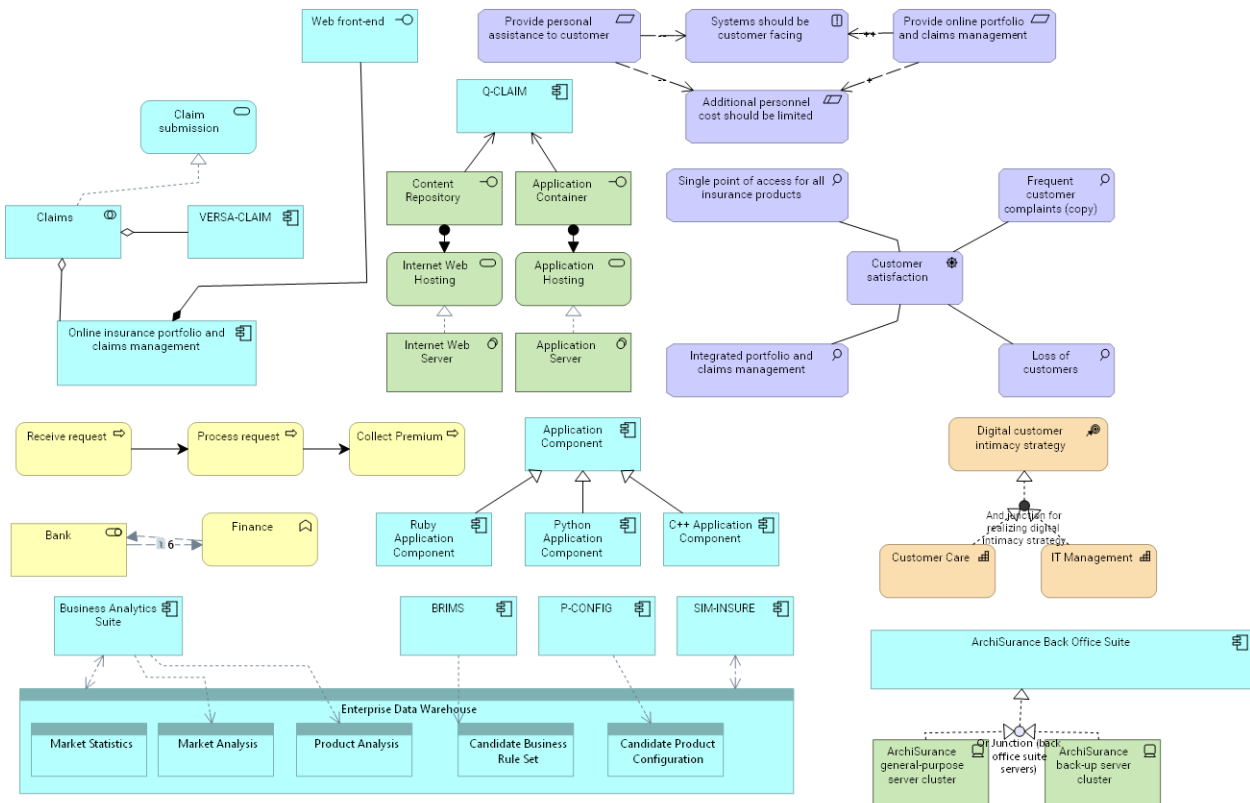 Web front-end
Provide personal
assistance to customer
Systems should be
customer facing
Provide online portfolio
and claims management
--
++
--
+
Additional personnel
cost should be limited
Q-CLAIM
Claim
submission
Content
Repository
Application
Container
Single point of access for all
insurance products
Frequent
customer
complaints (copy)
Claims
VERSA-CLAIM
Internet Web
Hosting
Application
Hosting
Customer
satisfaction
Online insurance portfolio and
claims management
Internet Web
Server
Application
Server
Integrated portfolio and
claims management
Loss of
customers
Receive request
Process request
Collect Premium
Application
Component
Digital customer
intimacy strategy
Ruby
Application
Component
Python
Application
Component
C++ Application
Component
And junction for
realizing digital
intimacy strategy
Bank
6
Finance
Customer Care
IT Management
Business Analytics
Suite
BRIMS
P-CONFIG
SIM-INSURE
ArchiSurance Back Office Suite
Enterprise Data Warehouse
Market Statistics
Market Analysis
Product Analysis
Candidate Business
Rule Set
Candidate Product
Configuration
Or Junction (back
office suite
servers)
ArchiSurance
general-purpose
server cluster
ArchiSurance
back-up server
cluster